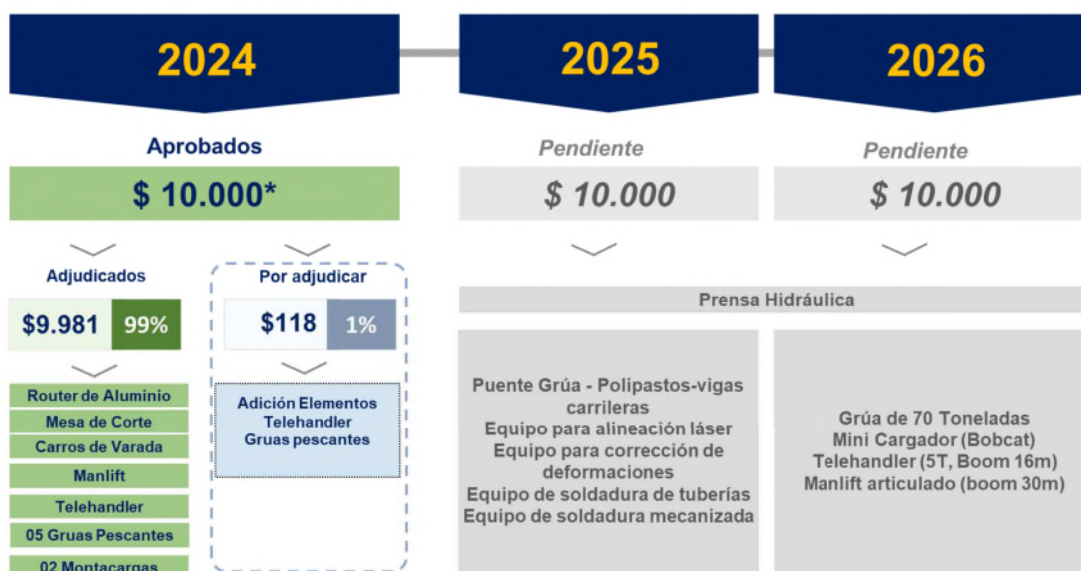 2024
Aprobados
$ 10.000*
Adjudicados
$9.981 99%
Router de Aluminio
Mesa de Corte
Carros de Varada
Manlift
Telehandler
05 Gruas Pescantes
02 Montacargas
Por adjudicar
$118 1%
Adición Elementos
Telehandler
Gruas pescantes
2025
Pendiente
$ 10.000
2026
Pendiente
$ 10.000
Prensa Hidráulica
Puente Grúa - Polipastos-vigas
carrileras
Equipo para alineación láser
Equipo para corrección de
deformaciones
Equipo de soldadura de tuberías
Equipo de soldadura mecanizada
Grúa de 70 Toneladas
Mini Cargador (Bobcat)
Telehandler (5T, Boom 16m)
Manlift articulado (boom 30m)